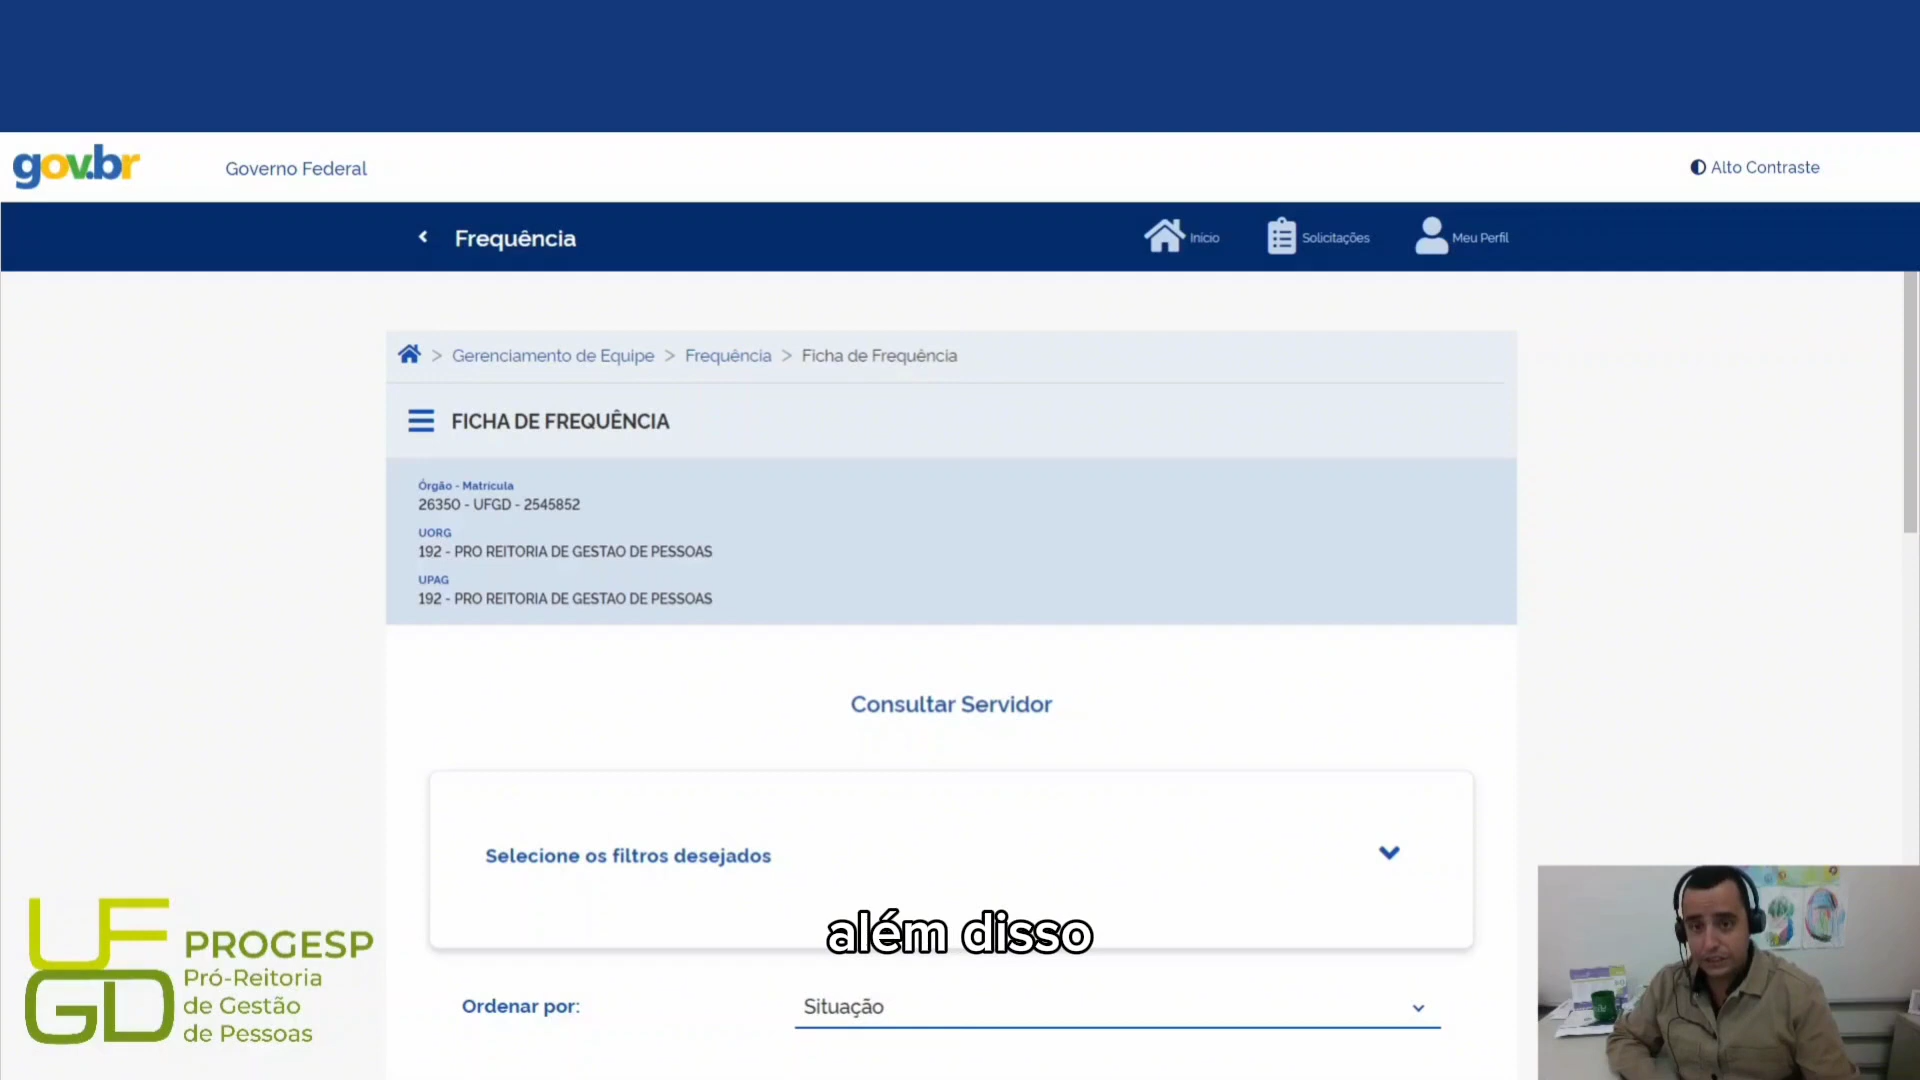 gov.br
Governo Federal
Alto Contraste
Frequência
Inicio
Solicitações
Meu Perfil
> Gerenciamento de Equipe > Frequência > Ficha de Frequência
FICHA DE FREQUÊNCIA
Órgão - Matrícula
26350 - UFGD - 2545852
UORG
192 - PRO REITORIA DE GESTAO DE PESSOAS
UPAG
192 - PRO REITORIA DE GESTAO DE PESSOAS
Consultar Servidor
Selecione os filtros desejados
além disso
Ordenar por:
Situação
UFGD
PROGESP
Pró-Reitoria
de Gestão
de Pessoas